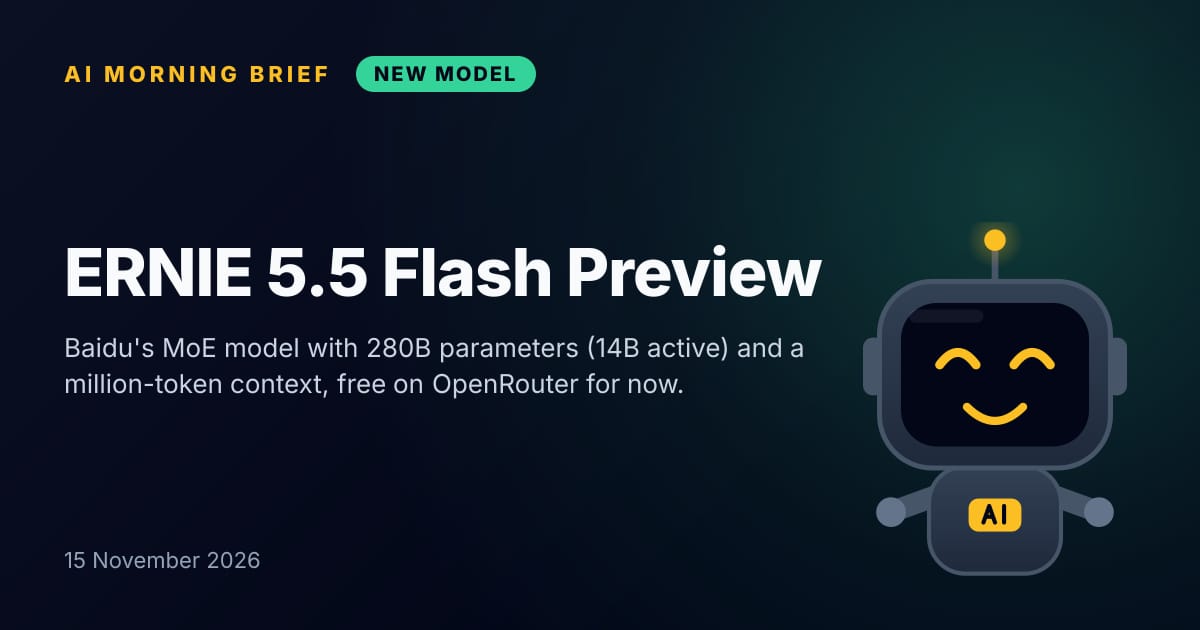 AI MORNING BRIEF
NEW MODEL
ERNIE 5.5 Flash Preview
Baidu's MoE model with 280B parameters (14B active) and a
million-token context, free on OpenRouter for now.
AI
15 November 2026